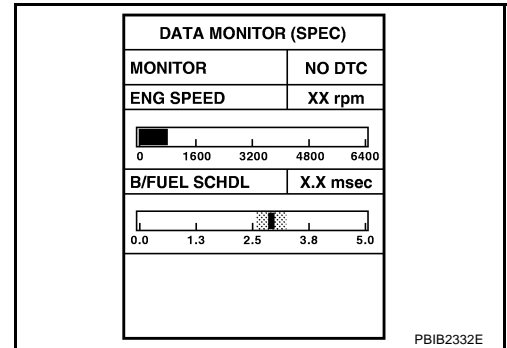 DATA MONITOR (SPEC)
MONITOR NO DTC
ENG SPEED XX rpm
0 1600 3200 4800 6400
B/FUEL SCHDL X.X msec
0.0 1.3 2.5 3.8 5.0
PBIB2332E